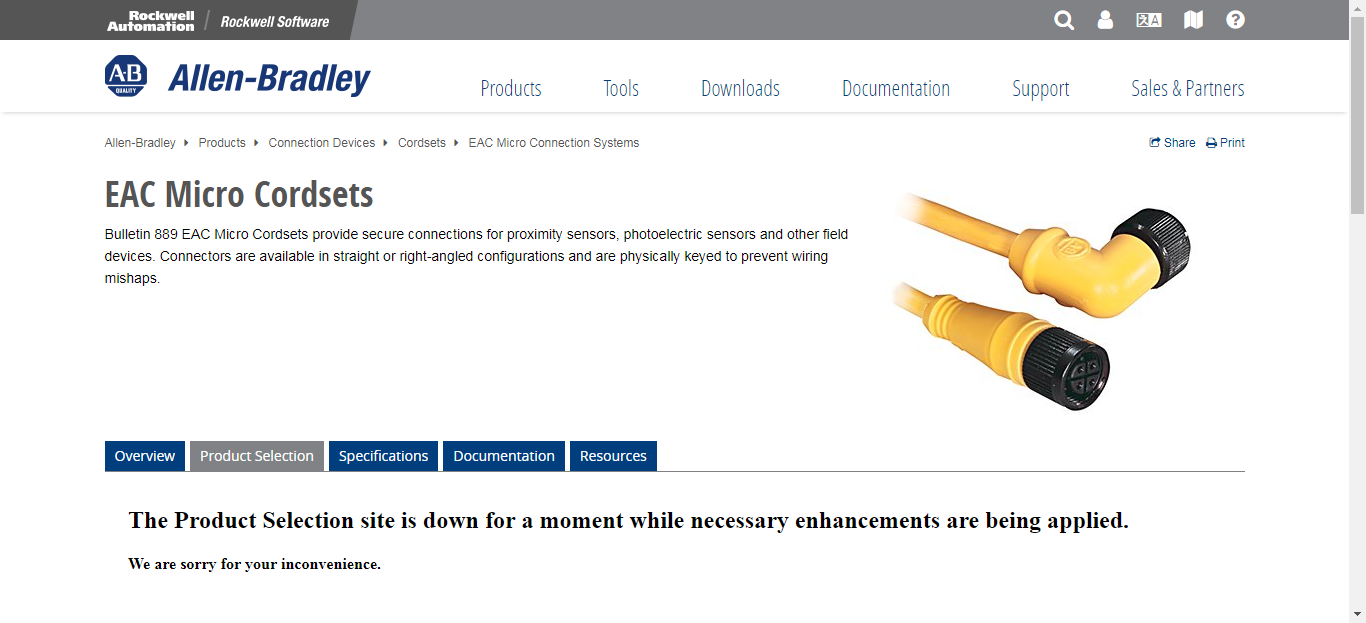 Rockwell Automation
Rockwell Software
文A
?
A-B
QUALITY
Allen-Bradley
Products
Tools
Downloads
Documentation
Support
Sales & Partners
Allen-Bradley
Products
Connection Devices
Cordsets
EAC Micro Connection Systems
Share
Print
EAC Micro Cordsets
Bulletin 889 EAC Micro Cordsets provide secure connections for proximity sensors, photoelectric sensors and other field
devices. Connectors are available in straight or right-angled configurations and are physically keyed to prevent wiring
mishaps.
Overview
Product Selection
Specifications
Documentation
Resources
The Product Selection site is down for a moment while necessary enhancements are being applied.
We are sorry for your inconvenience.